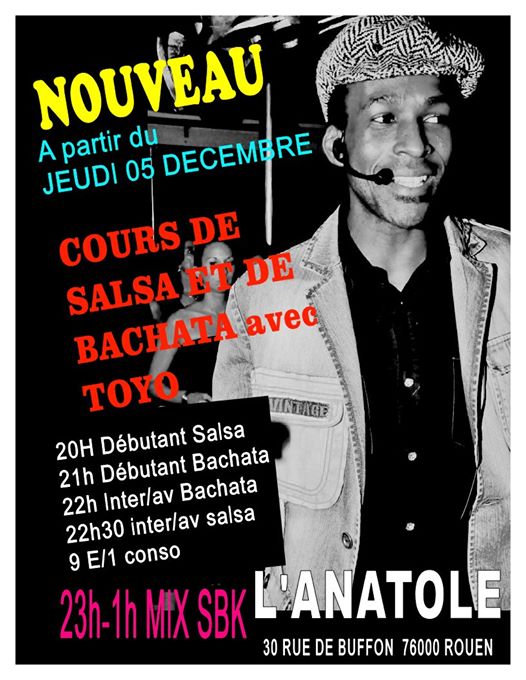 NOUVEAU
A partir du
JEUDI 05 DECEMBRE
COURS DE
SALSA ET DE
BACHATA avec
TOYO
VINTAGE
20H Débutant Salsa
21h Débutant Bachata
22h Inter/av Bachata
22h30 inter/av salsa
9 E/1 conso
23h-1h MIX SBK
L'ANATOLE
30 RUE DE BUFFON 76000 ROUEN